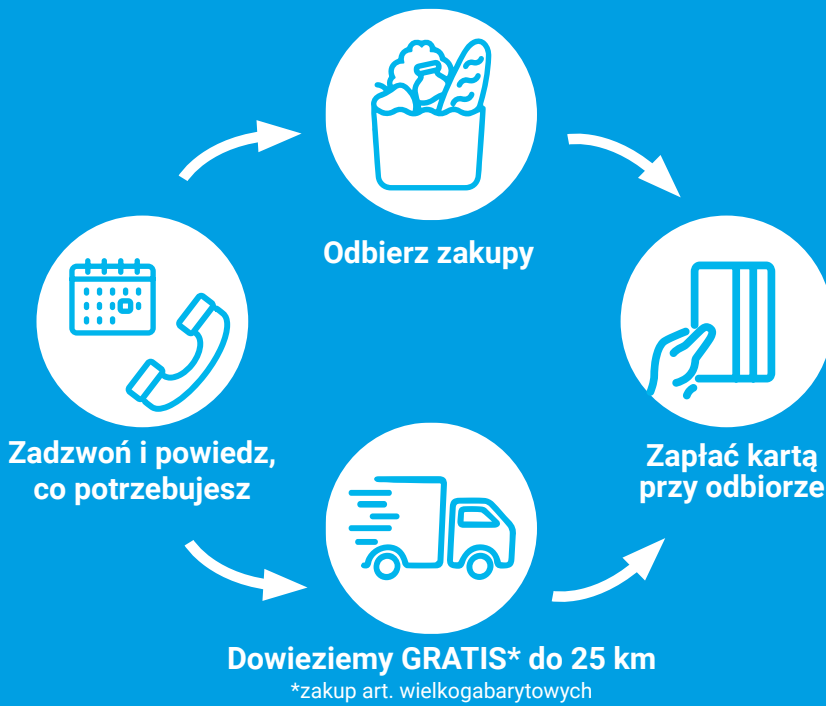 Odbierz zakupy
Zadzwoń i powiedz,
co potrzebujesz
Zapłać kartą
przy odbiorze
Dowieziemy GRATIS* do 25 km
*zakup art. wielkogabarytowych